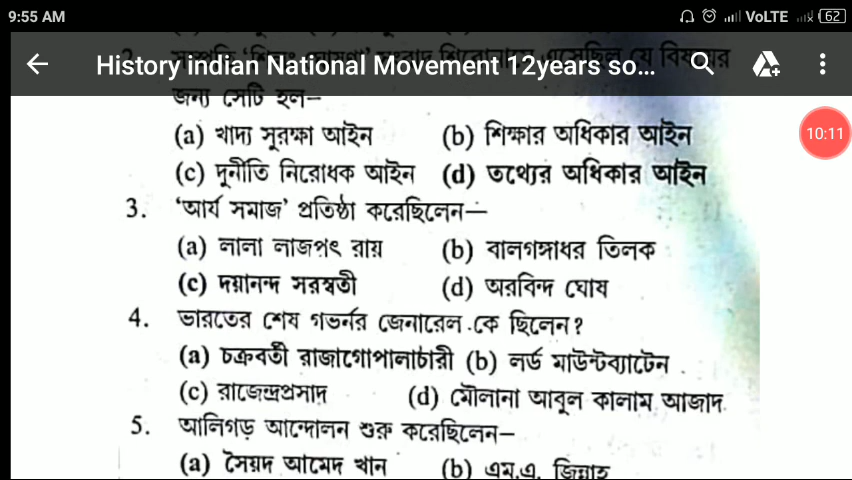 9:55 AM VoLTE 62
History indian National Movement 12years so...
জন্য সেটি হল—
10:11
(a) খাদ্য সুরক্ষা আইন (b) শিক্ষার অধিকার আইন
(c) দুর্নীতি নিরোধক আইন (d) তথ্যের অধিকার আইন
3. ‘আর্য সমাজ’ প্রতিষ্ঠা করেছিলেন—
(a) লালা লাজপৎ রায় (b) বালগঙ্গাধর তিলক
(c) দয়ানন্দ সরস্বতী (d) অরবিন্দ ঘোষ
4. ভারতের শেষ গভর্নর জেনারেল কে ছিলেন?
(a) চক্রবর্তী রাজাগোপালাচারী (b) লর্ড মাউন্টব্যাটেন
(c) রাজেন্দ্রপ্রসাদ (d) মৌলানা আবুল কালাম আজাদ
5. আলিগড় আন্দোলন শুরু করেছিলেন—
(a) সৈয়দ আমেদ খান (b) এম.এ. জিন্নাহ